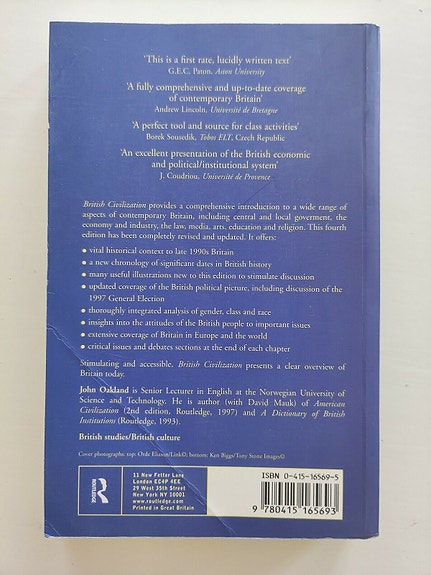 'This is a first rate, lucidly written text'
G.E.C. Paton, Aston University
'A fully comprehensive and up-to-date coverage
of contemporary Britain'
Andrew Lincoln, Université de Bretagne
'A perfect tool and source for class activities'
Borek Sousedik, Tobos ELT, Czech Republic
'An excellent presentation of the British economic
and political/institutional system'
J. Coudriou, Université de Provence
British Civilization provides a comprehensive introduction to a wide range of
aspects of contemporary Britain, including central and local goverment, the
economy and industry, the law, media, arts, education and religion. This fourth
edition has been completely revised and updated. It offers:
• vital historical context to late 1990s Britain
• a new chronology of significant dates in British history
• many useful illustrations new to this edition to stimulate discussion
• updated coverage of the British political picture, including discussion of the
1997 General Election
• thoroughly integrated analysis of gender, class and race
• insights into the attitudes of the British people to important issues
• extensive coverage of Britain in Europe and the world
• critical issues and debates sections at the end of each chapter
Stimulating and accessible, British Civilization presents a clear overview of
Britain today.
John Oakland is Senior Lecturer in English at the Norwegian University of
Science and Technology. He is author (with David Mauk) of American
Civilization (2nd edition, Routledge, 1997) and A Dictionary of British
Institutions (Routledge, 1993).
British studies/British culture
Cover photographs: top: Orde Eliason/Link©; bottom: Ken Biggs/Tony Stone Images©
ROUTLEDGE
11 New Fetter Lane
London EC4P 4EE
29 West 35th Street
New York NY 10001
www.routledge.com
Printed in Great Britain
ISBN 0-415-16569-5
9 780415 165693